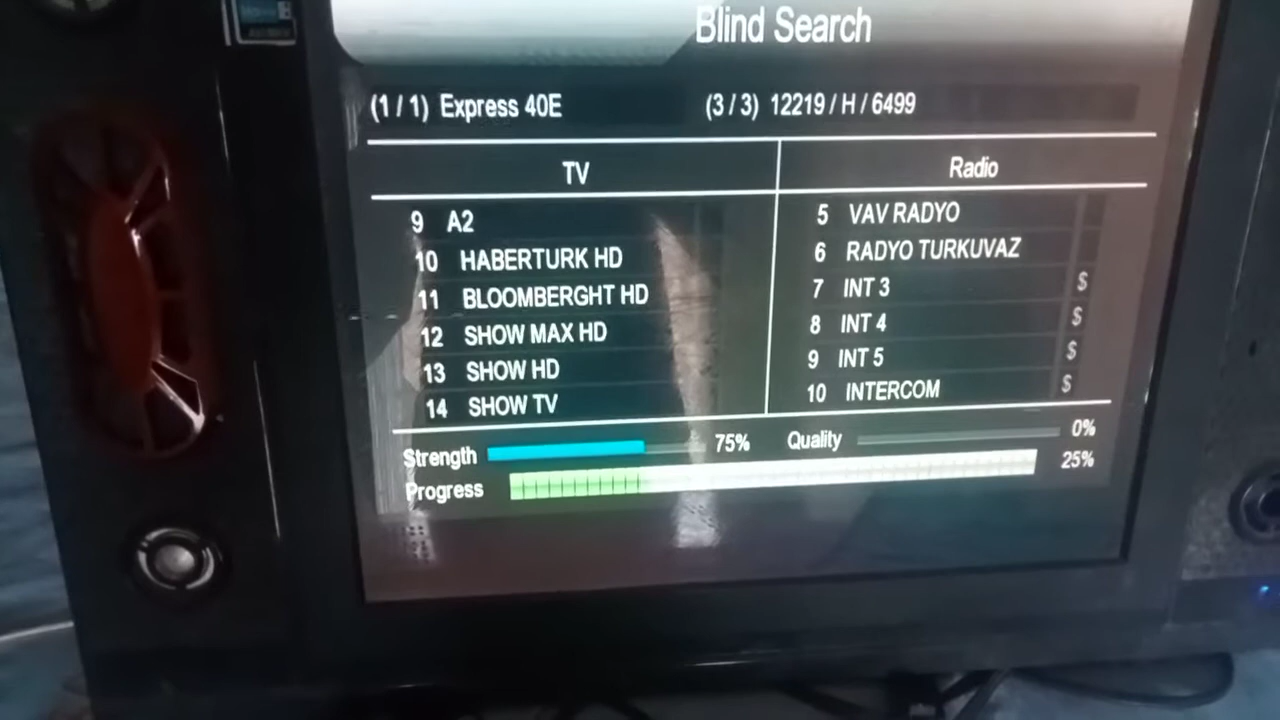 Blind Search
(1 / 1) Express 40E (3 / 3) 12219 / H / 6499
TV Radio
9 A2 5 VAV RADYO
10 HABERTURK HD 6 RADYO TURKUVAZ
11 BLOOMBERGHT HD 7 INT 3 $
12 SHOW MAX HD 8 INT 4 $
13 SHOW HD 9 INT 5 $
14 SHOW TV 10 INTERCOM $
Strength 75% Quality 0%
Progress 25%